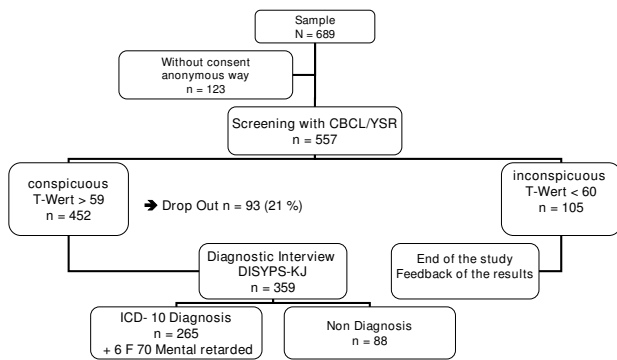 Sample
N = 689
Without consent
anonymous way
n = 123
Screening with CBCL/YSR
n = 557
conspicuous
T-Wert > 59
n = 452
➔ Drop Out n = 93 (21 %)
inconspicuous
T-Wert < 60
n = 105
Diagnostic Interview
DISYPS-KJ
n = 359
End of the study
Feedback of the results
ICD- 10 Diagnosis
n = 265
+ 6 F 70 Mental retarded
Non Diagnosis
n = 88